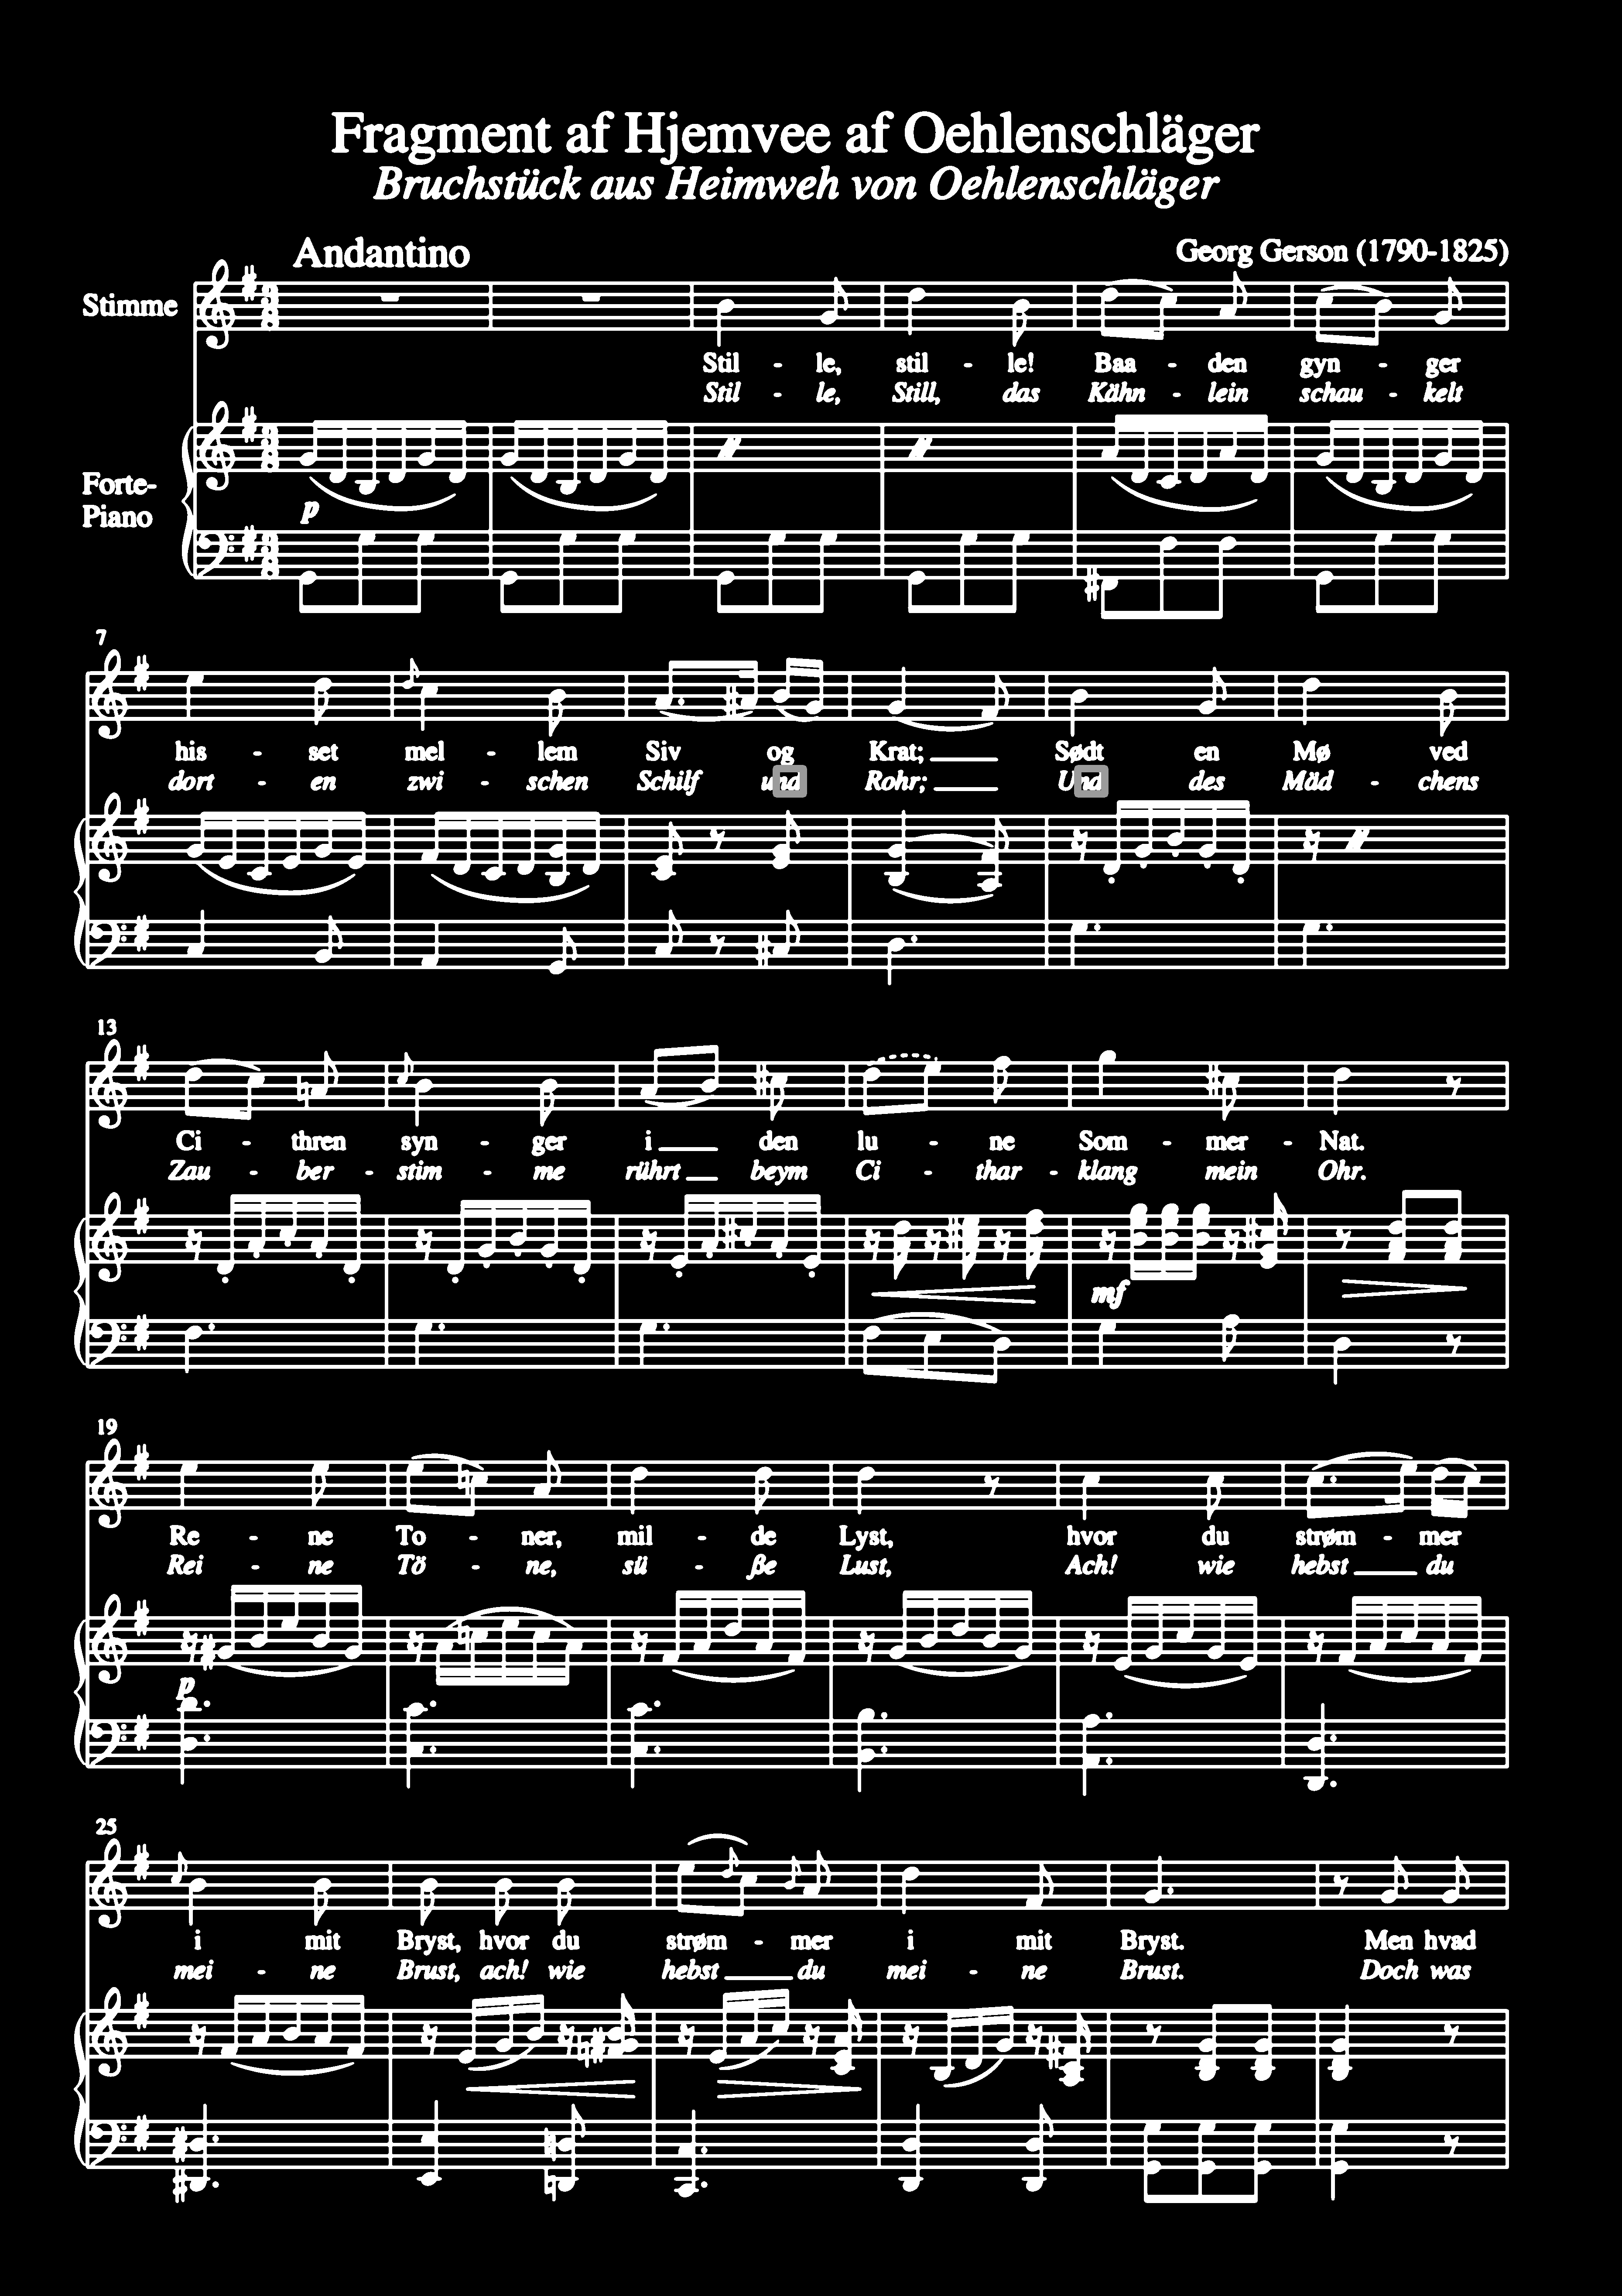 Fragment af Hjemvee af Oehlenschläger
Bruchstück aus Heimweh von Oehlenschläger
Andantino
Georg Gerson (1790-1825)
Stimme
Stil - le, stil - le! Baa - den gyn - ger
Stil - le, Still, das Kähn - lein schau - kelt
Forte-
Piano
p
7
his - set mel - lem Siv og Krat; Sødt en Mø ved
dort - en zwi - schen Schilf und Rohr; Und des Mäd - chens
13
Ci - thren syn - ger i den lu - ne Som - mer - Nat.
Zau - ber - stim - me rührt beym Ci - thar - klang mein Ohr.
mf
19
Re - ne To - ner, mil - de Lyst, hvor du strøm - mer
Rei - ne Tö - ne, sü - ße Lust, Ach! wie hebst du
p
25
i mit Bryst, hvor du strøm - mer i mit Bryst. Men hvad
mei - ne Brust, ach! wie hebst du mei - ne Brust. Doch was